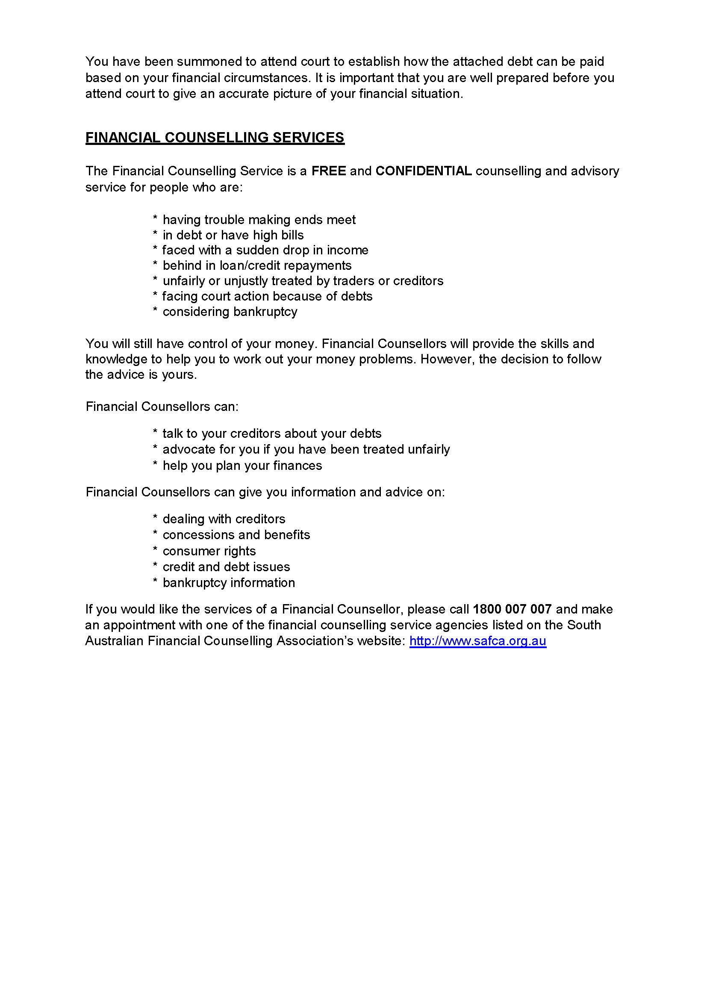 You have been summoned to attend court to establish how the attached debt can be paid
based on your financial circumstances. It is important that you are well prepared before you
attend court to give an accurate picture of your financial situation.
FINANCIAL COUNSELLING SERVICES
The Financial Counselling Service is a FREE and CONFIDENTIAL counselling and advisory
service for people who are:
* having trouble making ends meet
* in debt or have high bills
* faced with a sudden drop in income
* behind in loan/credit repayments
* unfairly or unjustly treated by traders or creditors
* facing court action because of debts
* considering bankruptcy
You will still have control of your money. Financial Counsellors will provide the skills and
knowledge to help you to work out your money problems. However, the decision to follow
the advice is yours.
Financial Counsellors can:
* talk to your creditors about your debts
* advocate for you if you have been treated unfairly
* help you plan your finances
Financial Counsellors can give you information and advice on:
* dealing with creditors
* concessions and benefits
* consumer rights
* credit and debt issues
* bankruptcy information
If you would like the services of a Financial Counsellor, please call 1800 007 007 and make
an appointment with one of the financial counselling service agencies listed on the South
Australian Financial Counselling Association’s website: http://www.safca.org.au